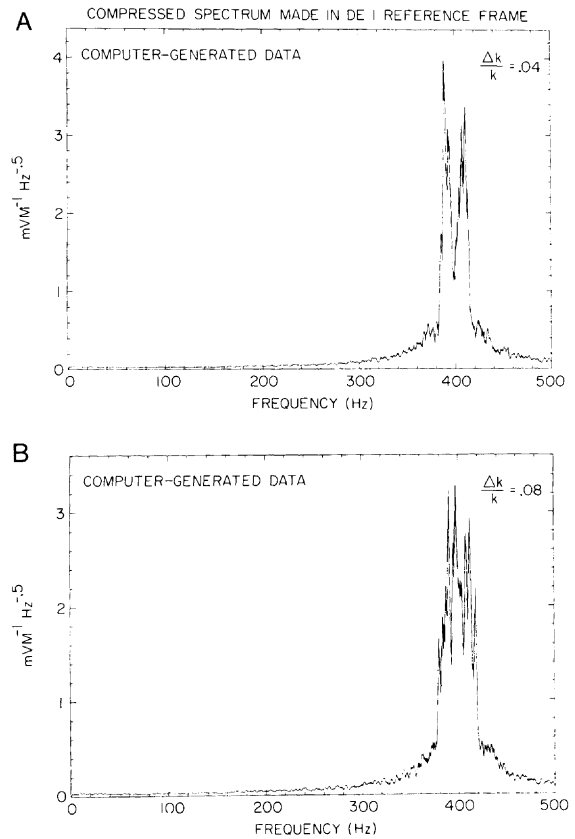 A
COMPRESSED SPECTRUM MADE IN DE I REFERENCE FRAME
COMPUTER-GENERATED DATA
Δk/k = .04
4
3
2
1
0
mVM⁻¹ Hz⁻·⁵
0 100 200 300 400 500
FREQUENCY (Hz)
B
COMPUTER-GENERATED DATA
Δk/k = .08
3
2
1
0
mVM⁻¹ Hz⁻·⁵
0 100 200 300 400 500
FREQUENCY (Hz)